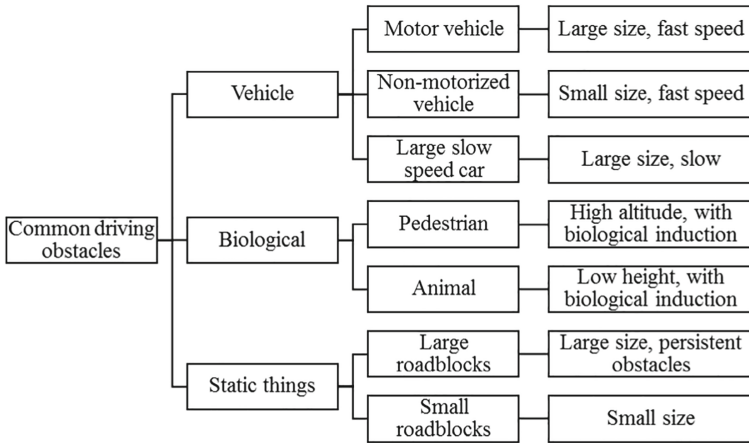 Common driving
obstacles
Vehicle
Motor vehicle
Large size, fast speed
Non-motorized
vehicle
Small size, fast speed
Large slow
speed car
Large size, slow
Biological
Pedestrian
High altitude, with
biological induction
Animal
Low height, with
biological induction
Static things
Large
roadblocks
Large size, persistent
obstacles
Small
roadblocks
Small size